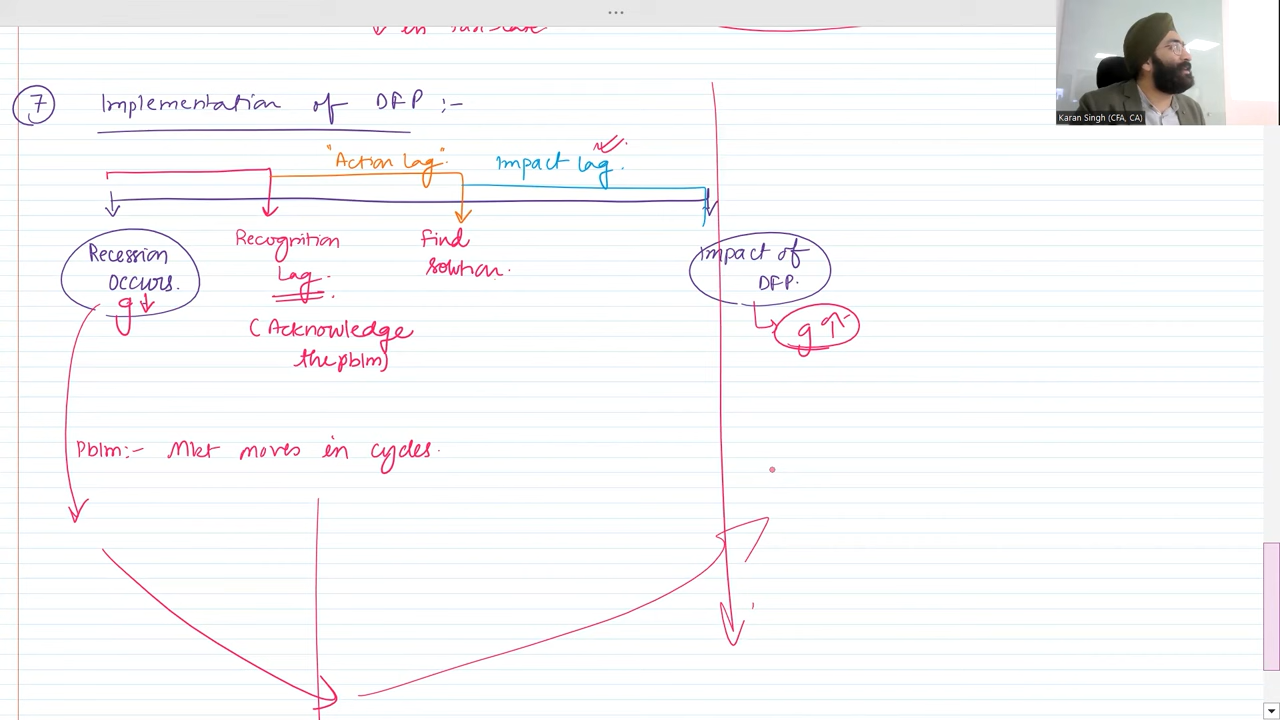 ↓ in
Karan Singh (CFA, CA)
7 Implementation of DFP :-
"Action Lag" Impact Lag.
Recession Occurs. g↓
Recognition Lag. (Acknowledge the pblm)
Find solution.
Impact of DFP.
g↑
Pblm:- Mkt moves in cycles.